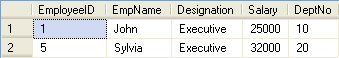 EmployeeID EmpName Designation Salary DeptNo
1 1 John Executive 25000 10
2 5 Sylvia Executive 32000 20